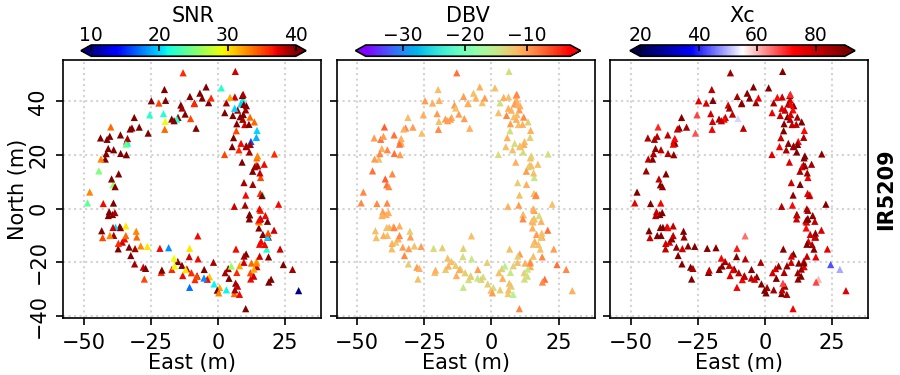 SNR DBV Xc
10 20 30 40 −30 −20 −10 20 40 60 80
40
20
0
−20
−40
North (m)
−50 −25 0 25 −50 −25 0 25 −50 −25 0 25
East (m) East (m) East (m)
IR5209